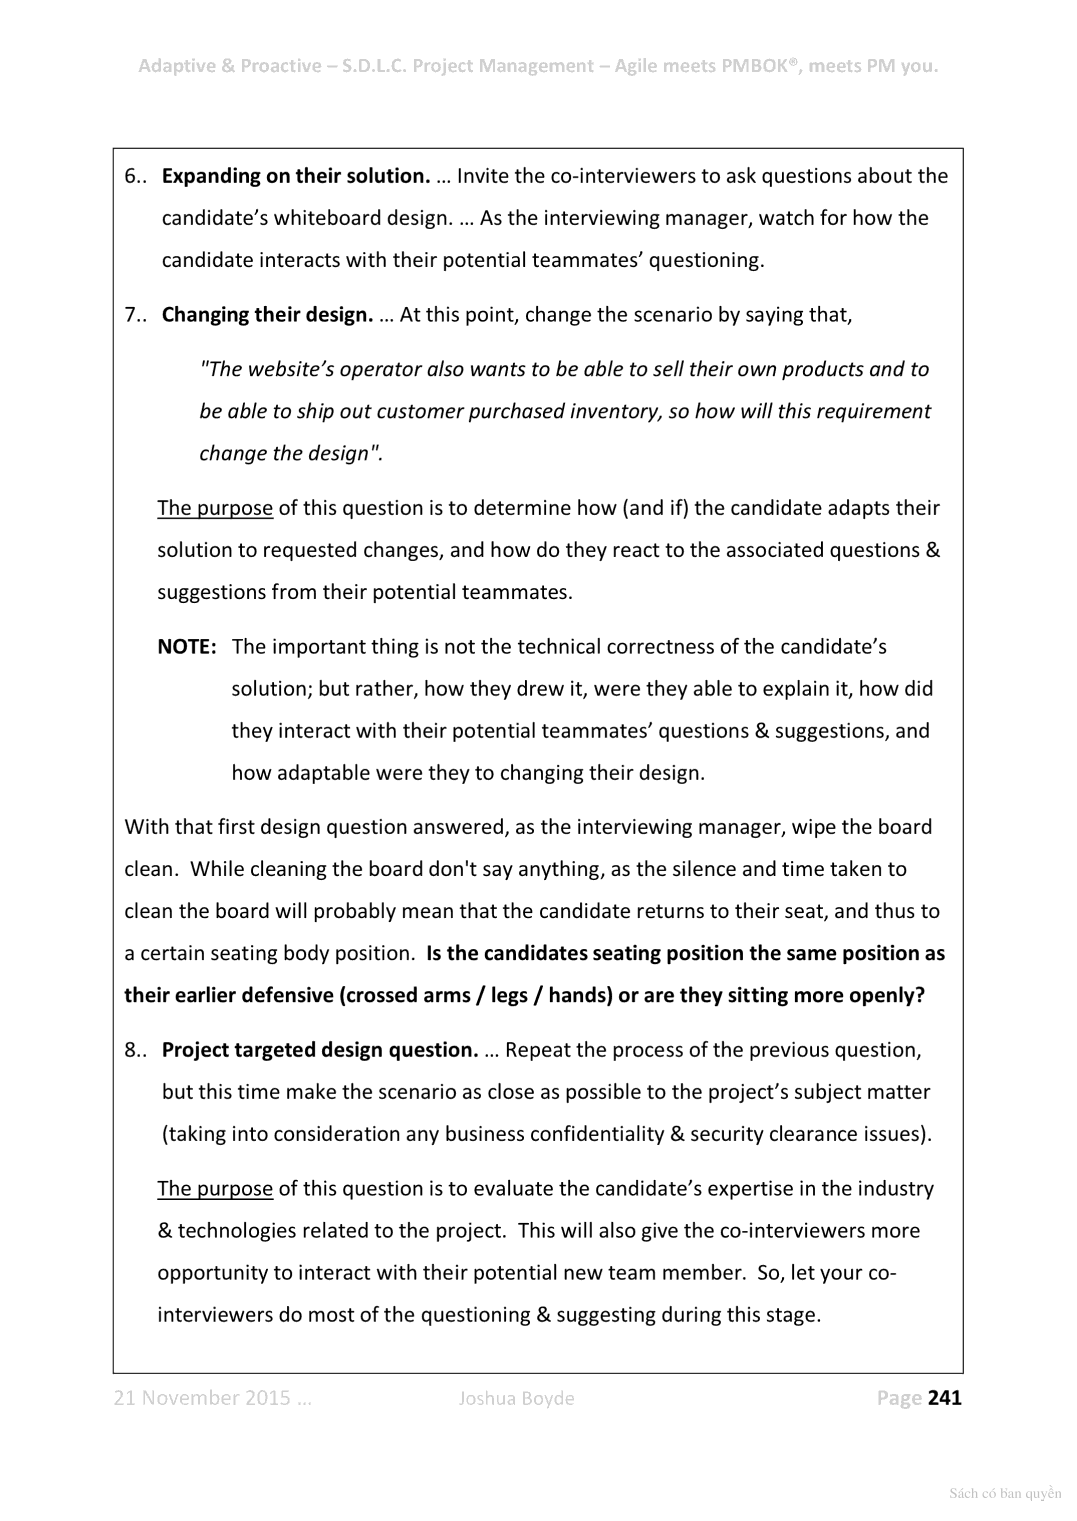 Adaptive & Proactive – S.D.L.C. Project Management – Agile meets PMBOK®, meets PM you.
6.. Expanding on their solution. … Invite the co-interviewers to ask questions about the
candidate’s whiteboard design. … As the interviewing manager, watch for how the
candidate interacts with their potential teammates’ questioning.
7.. Changing their design. … At this point, change the scenario by saying that,
"The website’s operator also wants to be able to sell their own products and to
be able to ship out customer purchased inventory, so how will this requirement
change the design".
The purpose of this question is to determine how (and if) the candidate adapts their
solution to requested changes, and how do they react to the associated questions &
suggestions from their potential teammates.
NOTE: The important thing is not the technical correctness of the candidate’s
solution; but rather, how they drew it, were they able to explain it, how did
they interact with their potential teammates’ questions & suggestions, and
how adaptable were they to changing their design.
With that first design question answered, as the interviewing manager, wipe the board
clean. While cleaning the board don't say anything, as the silence and time taken to
clean the board will probably mean that the candidate returns to their seat, and thus to
a certain seating body position. Is the candidates seating position the same position as
their earlier defensive (crossed arms / legs / hands) or are they sitting more openly?
8.. Project targeted design question. … Repeat the process of the previous question,
but this time make the scenario as close as possible to the project’s subject matter
(taking into consideration any business confidentiality & security clearance issues).
The purpose of this question is to evaluate the candidate’s expertise in the industry
& technologies related to the project. This will also give the co-interviewers more
opportunity to interact with their potential new team member. So, let your co-
interviewers do most of the questioning & suggesting during this stage.
21 November 2015 … Joshua Boyde Page 241
Sách có bản quyền